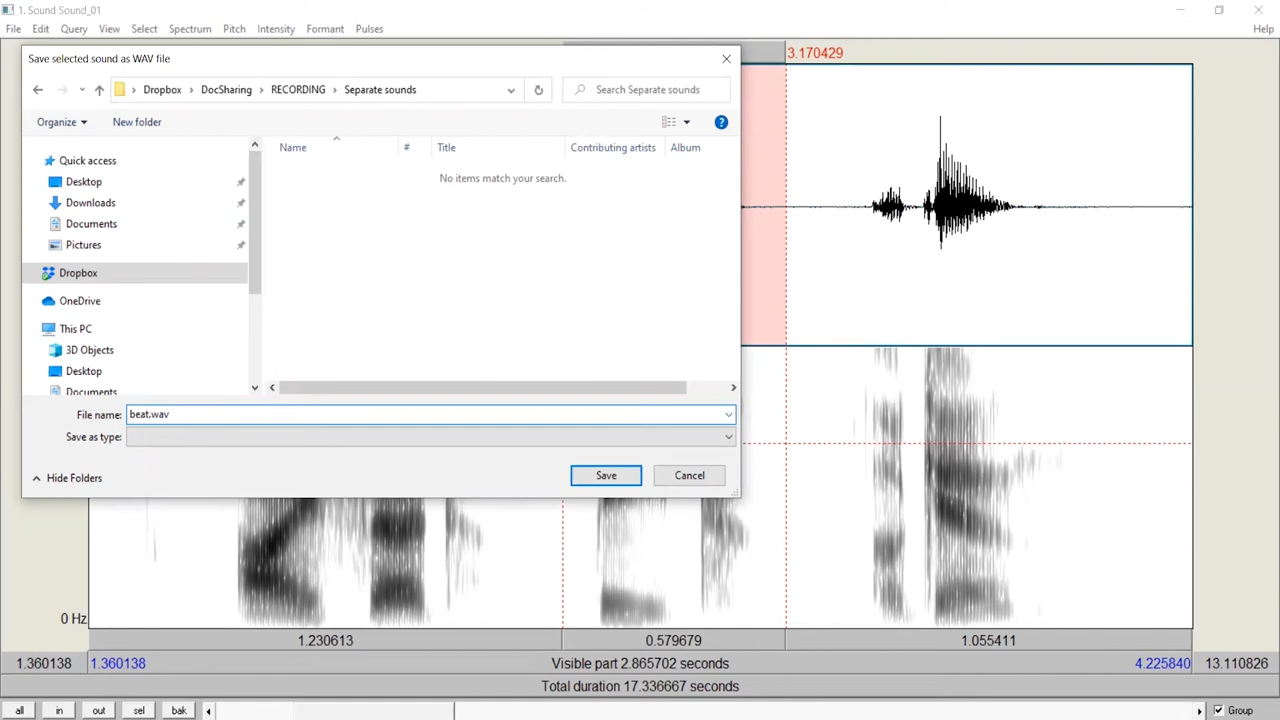 1. Sound Sound_01
File Edit Query View Select Spectrum Pitch Intensity Formant Pulses Help
Save selected sound as WAV file
3.170429
Dropbox DocSharing RECORDING Separate sounds
Search Separate sounds
Organize New folder
Name # Title Contributing artists Album
No items match your search.
Quick access
Desktop
Downloads
Documents
Pictures
Dropbox
OneDrive
This PC
3D Objects
Desktop
Documents
File name: beat.wav
Save as type:
Hide Folders Save Cancel
0 Hz
1.230613 0.579679 1.055411
1.360138 1.360138 Visible part 2.865702 seconds 4.225840 13.110826
Total duration 17.336667 seconds
all in out sel bak Group